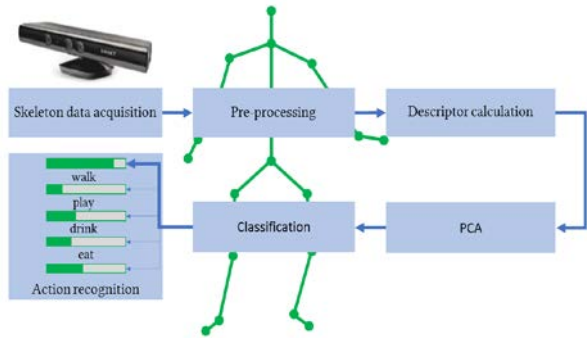 Skeleton data acquisition
Pre-processing
Descriptor calculation
walk
play
drink
eat
Action recognition
Classification
PCA